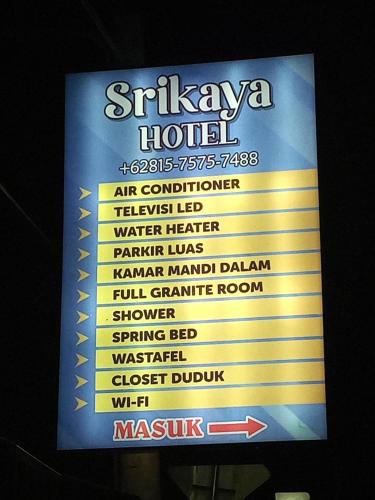 Srikaya
HOTEL
+62815-7575-7488
AIR CONDITIONER
TELEVISI LED
WATER HEATER
PARKIR LUAS
KAMAR MANDI DALAM
FULL GRANITE ROOM
SHOWER
SPRING BED
WASTAFEL
CLOSET DUDUK
WI-FI
MASUK